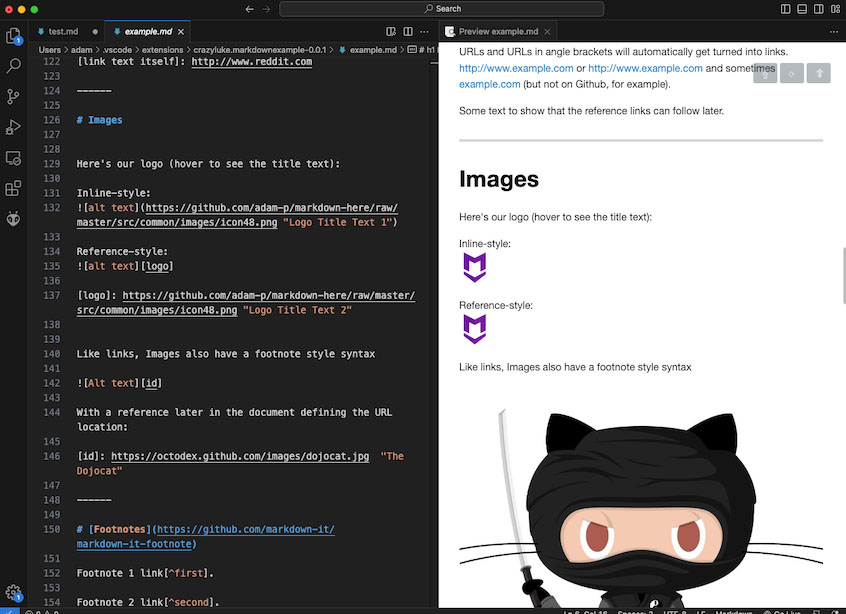 Search
test.md
example.md
Preview example.md
Users > adam > .vscode > extensions > crazyluke.markdownexample-0.0.1 > example.md > # h1
122 [link text itself]: http://www.reddit.com
123
124 ------
125
126 # Images
127
128
129 Here's our logo (hover to see the title text):
130
131 Inline-style:
132 ![alt text](https://github.com/adam-p/markdown-here/raw/
master/src/common/images/icon48.png "Logo Title Text 1")
133
134 Reference-style:
135 ![alt text][logo]
136
137 [logo]: https://github.com/adam-p/markdown-here/raw/master/
src/common/images/icon48.png "Logo Title Text 2"
138
139
140 Like links, Images also have a footnote style syntax
141
142 ![Alt text][id]
143
144 With a reference later in the document defining the URL
location:
145
146 [id]: https://octodex.github.com/images/dojocat.jpg  "The
Dojocat"
147
148 ------
149
150 # [Footnotes](https://github.com/markdown-it/
markdown-it-footnote)
151
152 Footnote 1 link[^first].
153
154 Footnote 2 link[^second].
URLs and URLs in angle brackets will automatically get turned into links.
http://www.example.com or http://www.example.com and sometimes
example.com (but not on Github, for example).
Some text to show that the reference links can follow later.
Images
Here's our logo (hover to see the title text):
Inline-style:
Reference-style:
Like links, Images also have a footnote style syntax